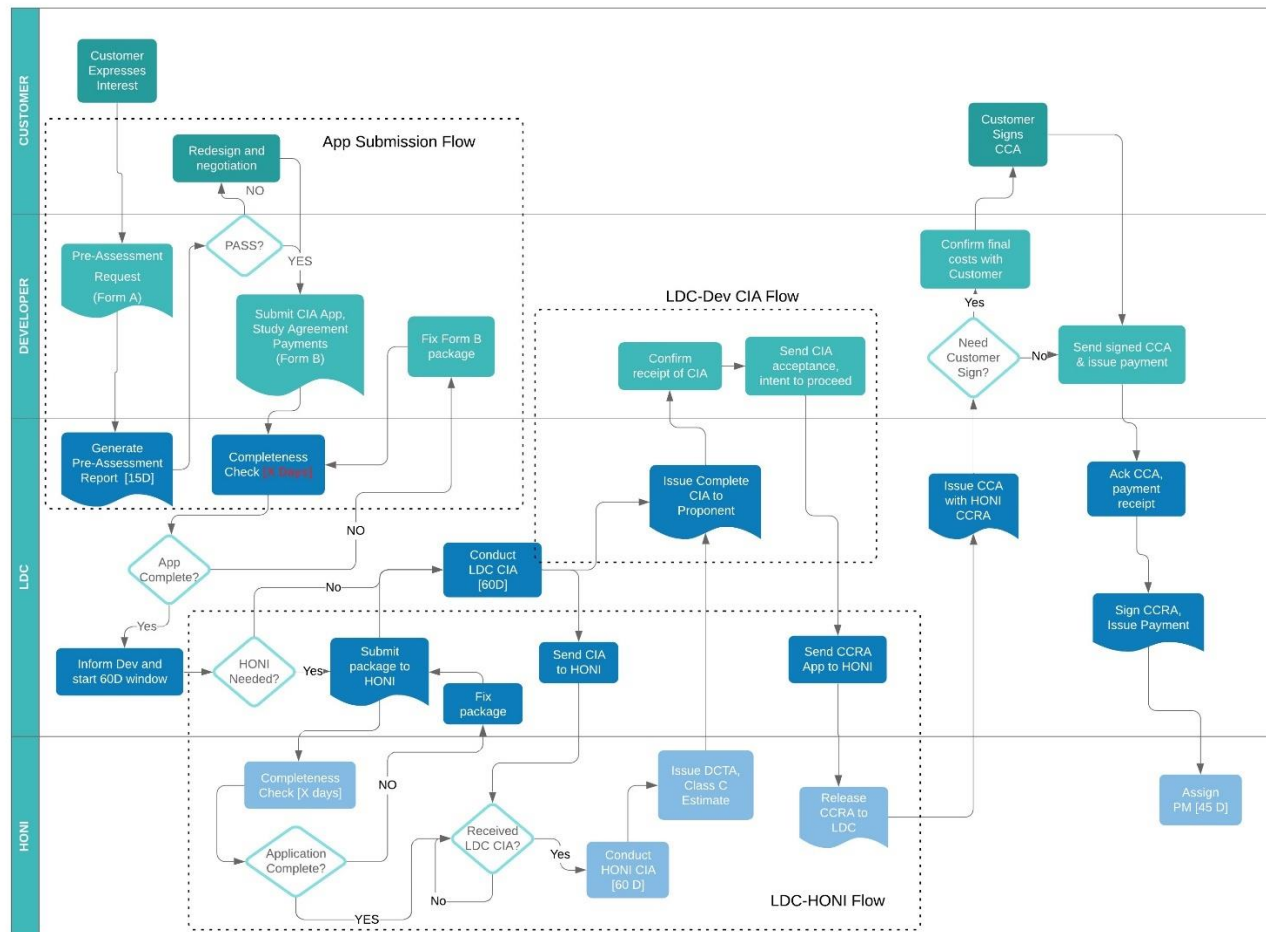 CUSTOMER
Customer
Expresses
Interest
App Submission Flow
Redesign and
negotiation
NO
Customer
Signs
CCA
DEVELOPER
Pre-Assessment
Request
(Form A)
PASS?
YES
Submit CIA App,
Study Agreement
Payments
(Form B)
Fix Form B
package
LDC-Dev CIA Flow
Confirm
receipt of CIA
Send CIA
acceptance,
intent to proceed
Confirm final
costs with
Customer
Yes
Need
Customer
Sign?
No
Send signed CCA
& issue payment
LDC
Generate
Pre-Assessment
Report [15D]
Completeness
Check [X Days]
NO
App
Complete?
Yes
Inform Dev and
start 60D window
HONI
Needed?
No
Yes
Submit
package to
HONI
Fix
package
Conduct
LDC CIA
[60D]
Send CIA
to HONI
Issue Complete
CIA to
Proponent
Send CCRA
App to HONI
Issue CCA
with HONI
CCRA
Ack CCA,
payment
receipt
Sign CCRA,
Issue Payment
HONI
Completeness
Check [X days]
Application
Complete?
NO
YES
Received
LDC CIA?
No
Yes
Conduct
HONI CIA
[60 D]
Issue DCTA,
Class C
Estimate
Release
CCRA to
LDC
LDC-HONI Flow
Assign
PM [45 D]